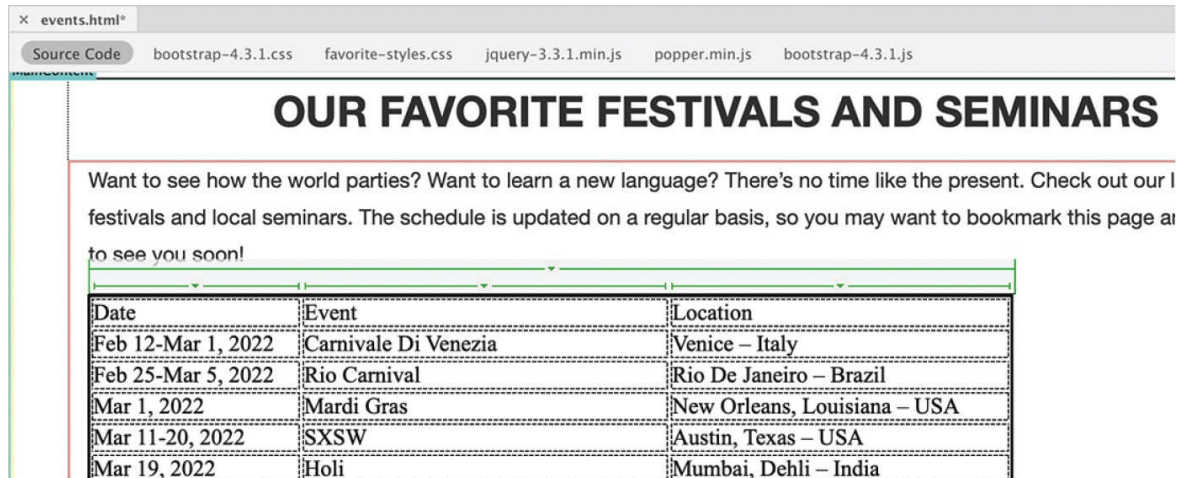 × events.html*
Source Code bootstrap-4.3.1.css favorite-styles.css jquery-3.3.1.min.js popper.min.js bootstrap-4.3.1.js
MainContent
OUR FAVORITE FESTIVALS AND SEMINARS
Want to see how the world parties? Want to learn a new language? There's no time like the present. Check out our
festivals and local seminars. The schedule is updated on a regular basis, so you may want to bookmark this page
to see you soon!
Date Event Location
Feb 12-Mar 1, 2022 Carnivale Di Venezia Venice – Italy
Feb 25-Mar 5, 2022 Rio Carnival Rio De Janeiro – Brazil
Mar 1, 2022 Mardi Gras New Orleans, Louisiana – USA
Mar 11-20, 2022 SXSW Austin, Texas – USA
Mar 19, 2022 Holi Mumbai, Dehli – India